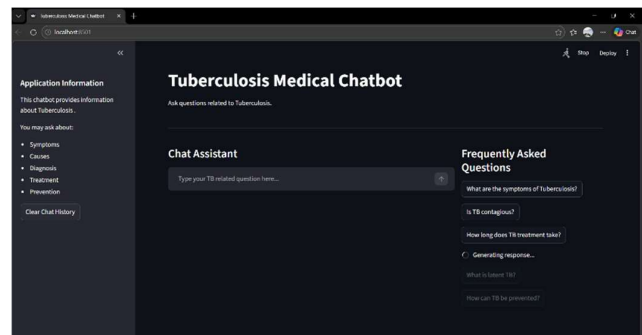 Tuberculosis Medical Chatbot
localhost:8501
Chat
Stop
Deploy
Application Information
This chatbot provides information
about Tuberculosis .
You may ask about:
Symptoms
Causes
Diagnosis
Treatment
Prevention
Clear Chat History
Tuberculosis Medical Chatbot
Ask questions related to Tuberculosis.
Chat Assistant
Type your TB related question here...
Frequently Asked
Questions
What are the symptoms of Tuberculosis?
Is TB contagious?
How long does TB treatment take?
Generating response...
What is latent TB?
How can TB be prevented?